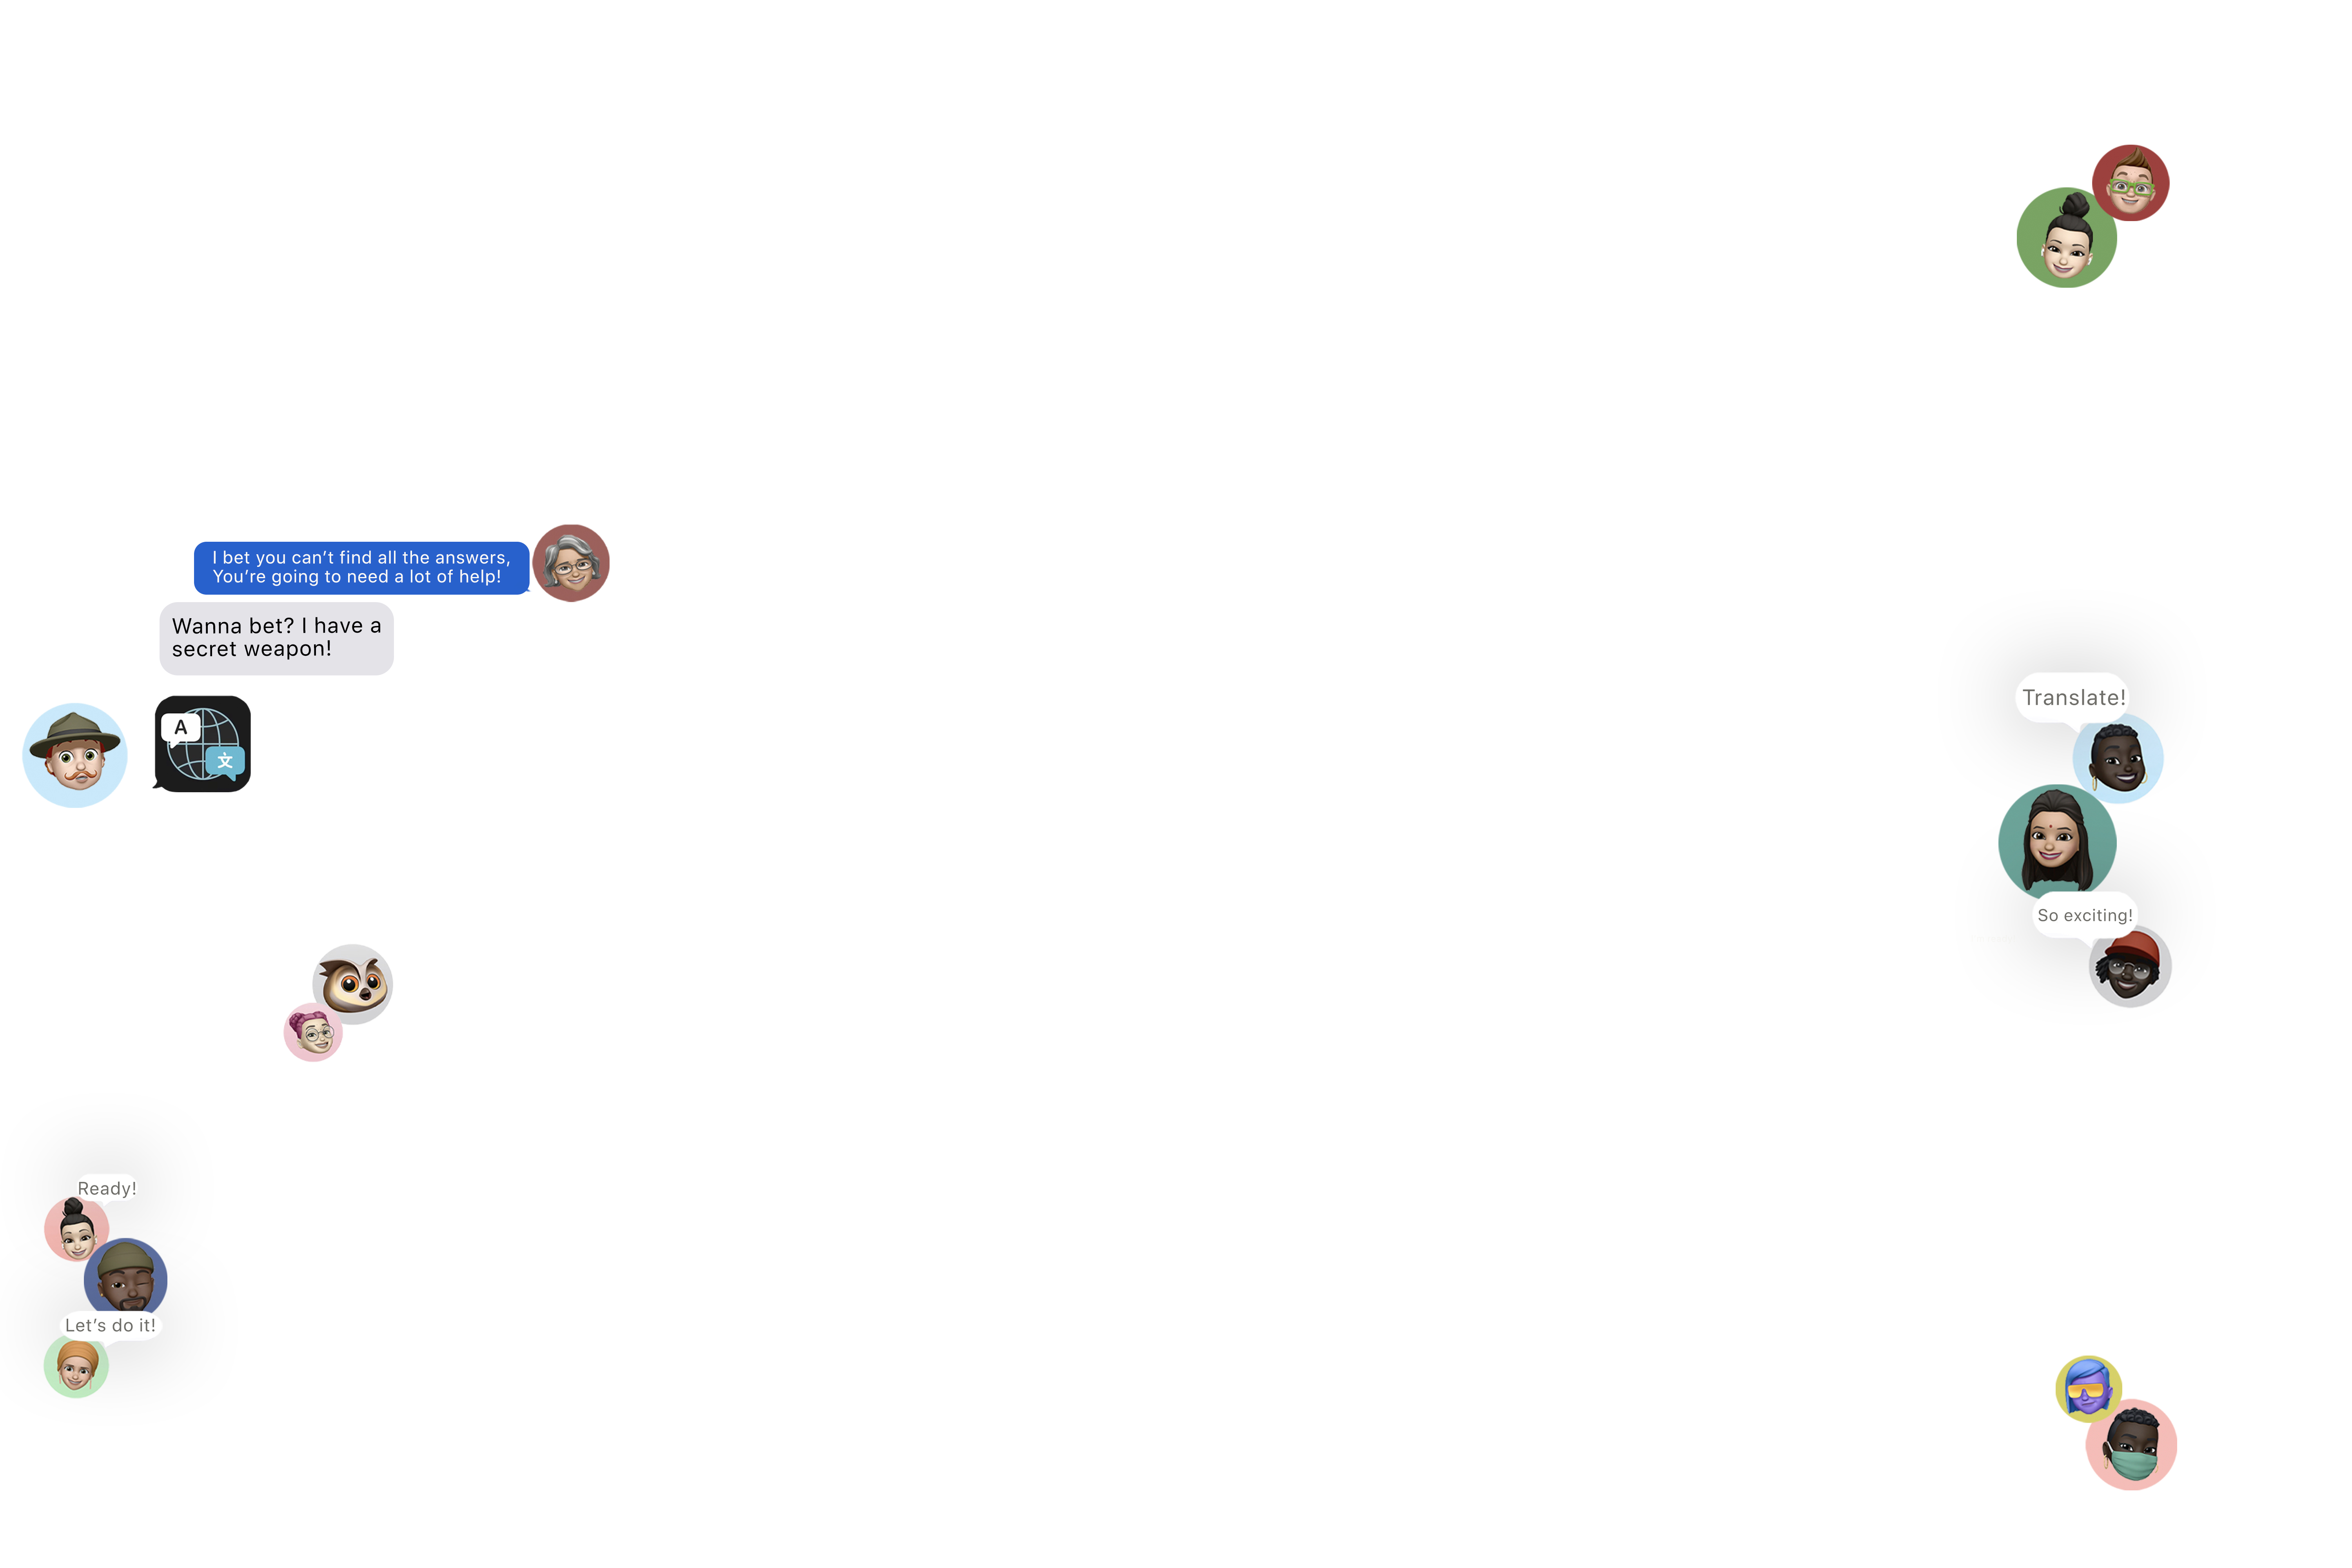 I bet you can’t find all the answers,
You’re going to need a lot of help!
Wanna bet? I have a
secret weapon!
A
文
Translate!
So exciting!
Ready!
Let’s do it!